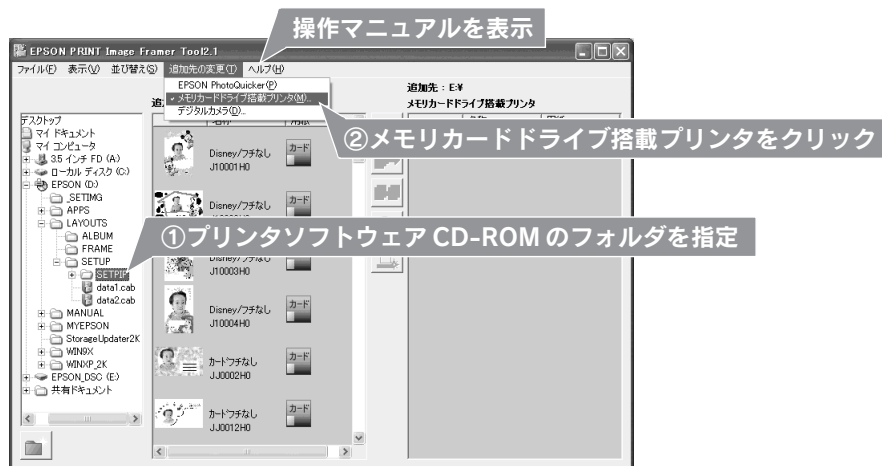 操作マニュアルを表示
EPSON PRINT Image Framer Tool2.1
ファイル(F) 表示(V) 並び替え(S) 追加先の変更(T) ヘルプ(H)
EPSON PhotoQuicker(P)
✓メモリカードドライブ搭載プリンタ(M)...
デジタルカメラ(D)...
追加先：E:¥
メモリカードドライブ搭載プリンタ
②メモリカードドライブ搭載プリンタをクリック
デスクトップ
マイ ドキュメント
マイ コンピュータ
3.5 インチ FD (A:)
ローカル ディスク (C:)
EPSON (D:)
_SETIMG
APPS
LAYOUTS
ALBUM
FRAME
SETUP
SETPIF
data1.cab
data2.cab
MANUAL
MYEPSON
StorageUpdater2K
WIN9X
WINXP_2K
EPSON_DSC (E:)
共有ドキュメント
①プリンタソフトウェア CD-ROM のフォルダを指定
Disney/フチなし
J10001H0
カード
Disney/フチなし
カード
Disney/フチなし
J10003H0
Disney/フチなし
J10004H0
カード
カードフチなし
JJ0002H0
カード
カードフチなし
JJ0012H0
カード